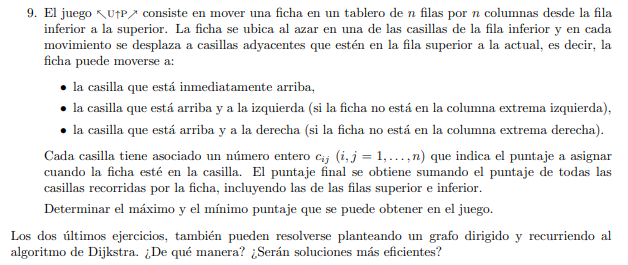 9. El juego ↖U↑P↗ consiste en mover una ficha en un tablero de n filas por n columnas desde la fila
inferior a la superior. La ficha se ubica al azar en una de las casillas de la fila inferior y en cada
movimiento se desplaza a casillas adyacentes que estén en la fila superior a la actual, es decir, la
ficha puede moverse a:
• la casilla que está inmediatamente arriba,
• la casilla que está arriba y a la izquierda (si la ficha no está en la columna extrema izquierda),
• la casilla que está arriba y a la derecha (si la ficha no está en la columna extrema derecha).
Cada casilla tiene asociado un número entero cᵢⱼ (i, j = 1, . . . , n) que indica el puntaje a asignar
cuando la ficha esté en la casilla. El puntaje final se obtiene sumando el puntaje de todas las
casillas recorridas por la ficha, incluyendo las de las filas superior e inferior.
Determinar el máximo y el mínimo puntaje que se puede obtener en el juego.
Los dos últimos ejercicios, también pueden resolverse planteando un grafo dirigido y recurriendo al
algoritmo de Dijkstra. ¿De qué manera? ¿Serán soluciones más eficientes?